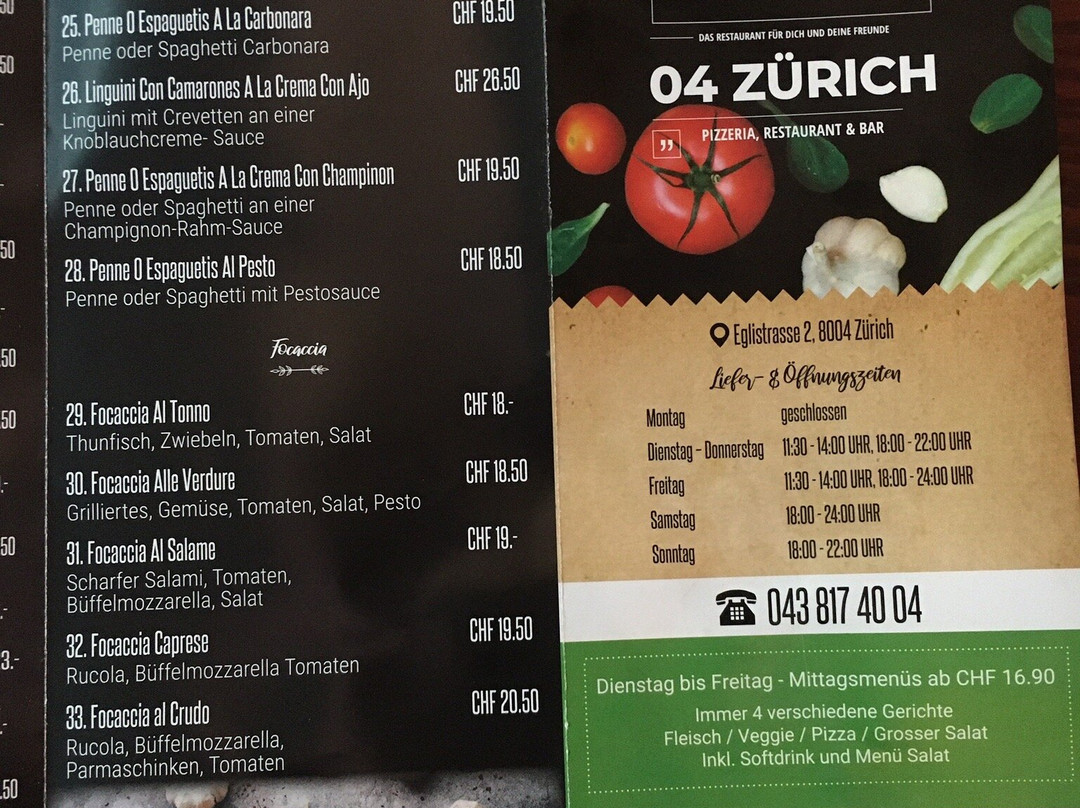 25. Penne O Espaguetis A La Carbonara CHF 19.50
Penne oder Spaghetti Carbonara
26. Linguini Con Camarones A La Crema Con Ajo CHF 26.50
Linguini mit Crevetten an einer
Knoblauchcreme- Sauce
27. Penne O Espaguetis A La Crema Con Champinon CHF 19.50
Penne oder Spaghetti an einer
Champignon-Rahm-Sauce
28. Penne O Espaguetis Al Pesto CHF 18.50
Penne oder Spaghetti mit Pestosauce
Focaccia
29. Focaccia Al Tonno CHF 18.-
Thunfisch, Zwiebeln, Tomaten, Salat
30. Focaccia Alle Verdure CHF 18.50
Grilliertes, Gemüse, Tomaten, Salat, Pesto
31. Focaccia Al Salame CHF 19.-
Scharfer Salami, Tomaten,
Büffelmozzarella, Salat
32. Focaccia Caprese CHF 19.50
Rucola, Büffelmozzarella Tomaten
33. Focaccia al Crudo CHF 20.50
Rucola, Büffelmozzarella,
Parmaschinken, Tomaten
DAS RESTAURANT FÜR DICH UND DEINE FREUNDE
04 ZÜRICH
PIZZERIA, RESTAURANT & BAR
Eglistrasse 2, 8004 Zürich
Liefer- & Öffnungszeiten
Montag geschlossen
Dienstag - Donnerstag 11:30 - 14:00 UHR, 18:00 - 22:00 UHR
Freitag 11:30 - 14:00 UHR, 18:00 - 24:00 UHR
Samstag 18:00 - 24:00 UHR
Sonntag 18:00 - 22:00 UHR
043 817 40 04
Dienstag bis Freitag - Mittagsmenüs ab CHF 16.90
Immer 4 verschiedene Gerichte
Fleisch / Veggie / Pizza / Grosser Salat
Inkl. Softdrink und Menü Salat